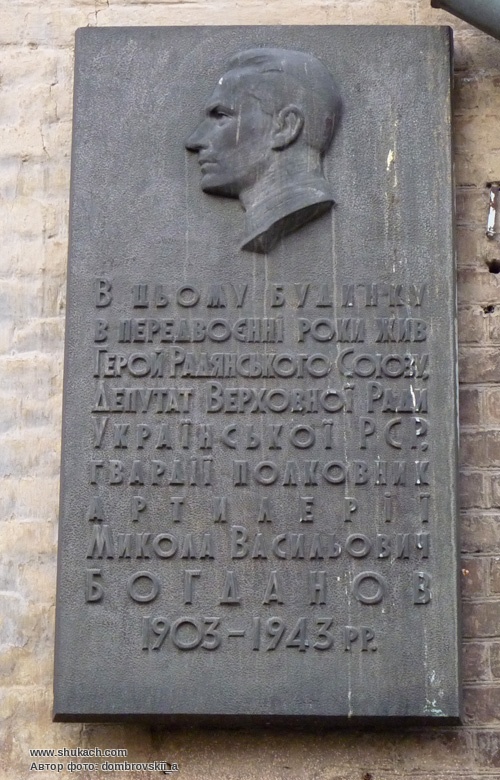 В цьому будинку
в передвоєнні роки жив
Герой Радянського Союзу,
депутат Верховної Ради
Української РСР,
гвардії полковник
артилерії
Микола Васильович
Богданов
1903–1943 рр.
www.shukach.com
Автор фото: dombrovskii.a